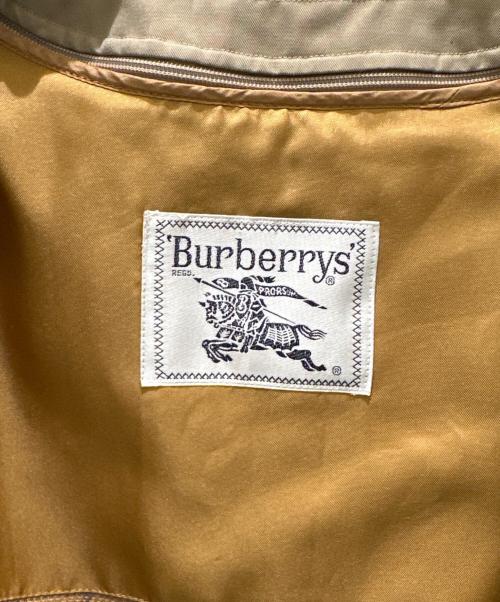 'Burberrys'
REGD.
®
PRORSUM
®